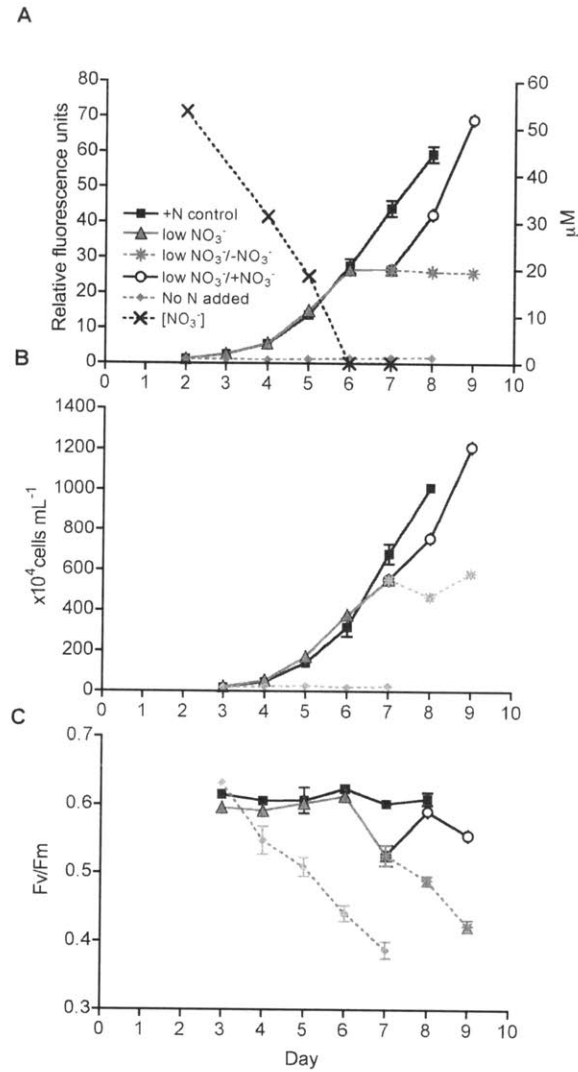 A
Relative fluorescence units
80
70
60
50
40
30
20
10
0
+N control
low NO₃⁻
low NO₃⁻/-NO₃⁻
low NO₃⁻/+NO₃⁻
No N added
[NO₃⁻]
60
50
40
30
20
10
0
µM
0 1 2 3 4 5 6 7 8 9 10
B
x10⁴cells mL⁻¹
1400
1200
1000
800
600
400
200
0
0 1 2 3 4 5 6 7 8 9 10
C
Fv/Fm
0.7
0.6
0.5
0.4
0.3
0 1 2 3 4 5 6 7 8 9 10
Day